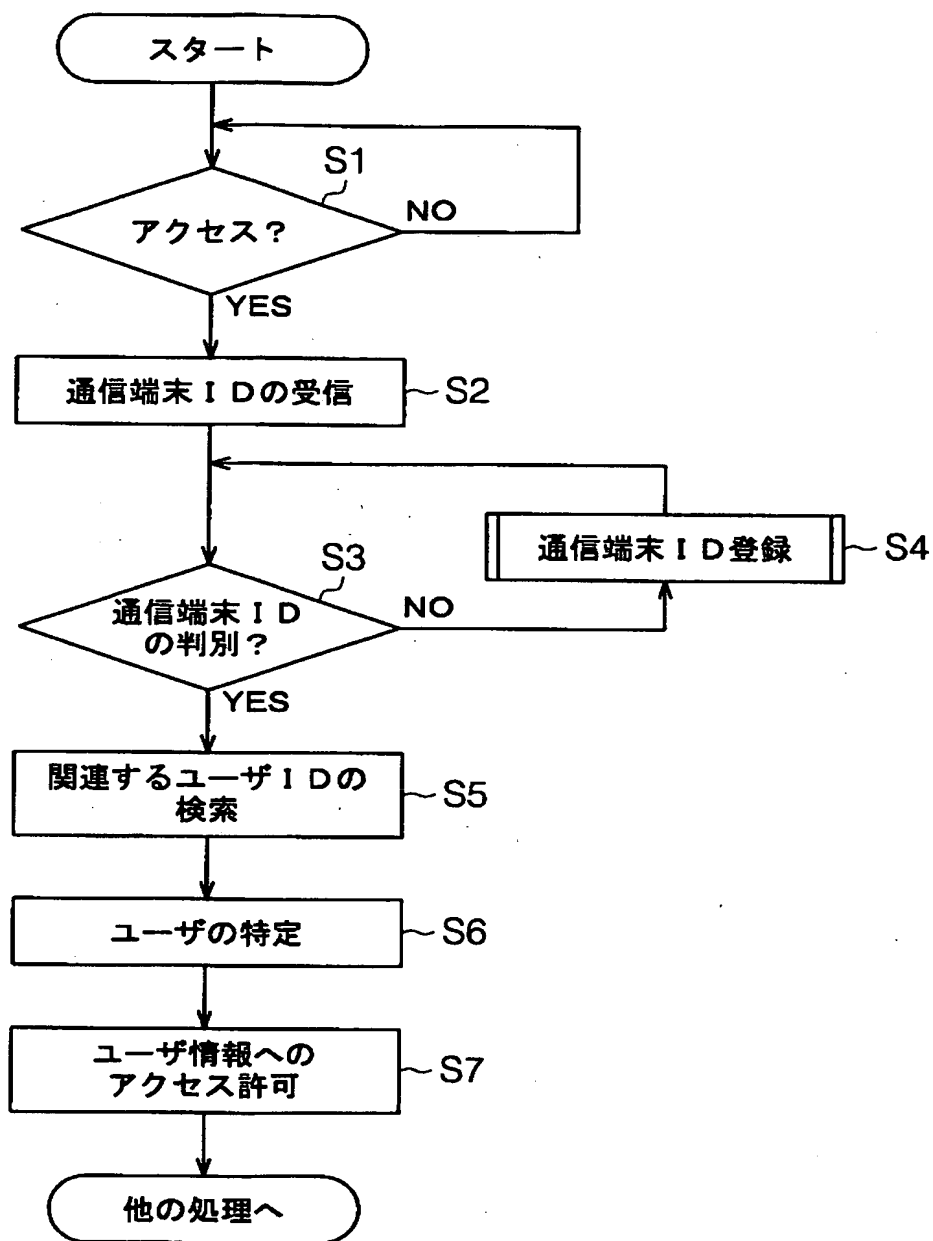 スタート
S1
アクセス？
NO
YES
通信端末ＩＤの受信
S2
通信端末ＩＤ登録
S4
S3
通信端末ＩＤ
の判別？
NO
YES
関連するユーザＩＤの
検索
S5
ユーザの特定
S6
ユーザ情報への
アクセス許可
S7
他の処理へ